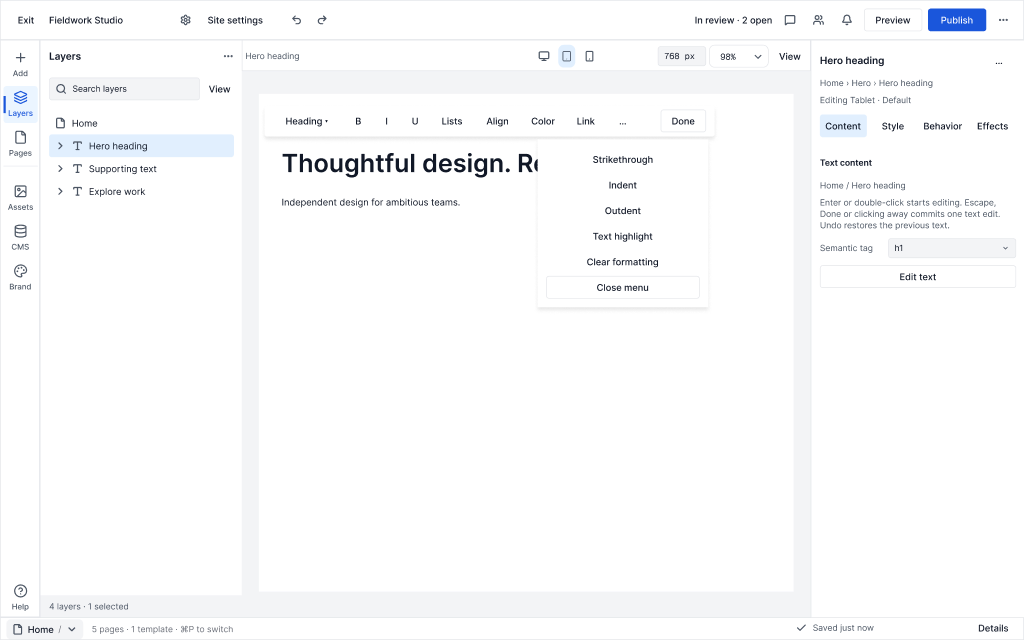 Exit Fieldwork Studio Site settings In review · 2 open Preview Publish ...
Add
Layers
Pages
Assets
CMS
Brand
Help
Layers ...
Search layers View
Home
Hero heading
Supporting text
Explore work
4 layers · 1 selected
Hero heading 768 px 98% View
Heading B I U Lists Align Color Link ... Done
Thoughtful design. R
Independent design for ambitious teams.
Strikethrough
Indent
Outdent
Text highlight
Clear formatting
Close menu
Hero heading ...
Home › Hero › Hero heading
Editing Tablet · Default
Content Style Behavior Effects
Text content
Home / Hero heading
Enter or double-click starts editing. Escape,
Done or clicking away commits one text edit.
Undo restores the previous text.
Semantic tag h1
Edit text
Home / 5 pages · 1 template · ⌘P to switch Saved just now Details